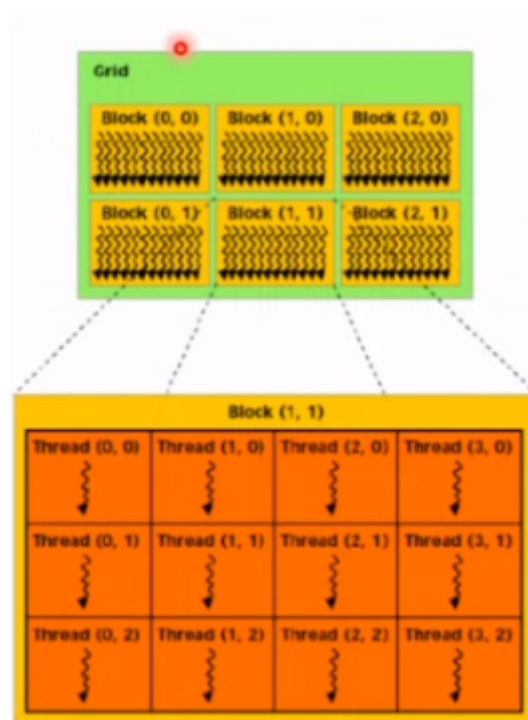 Grid
Block (0, 0) Block (1, 0) Block (2, 0)
Block (0, 1) Block (1, 1) Block (2, 1)
Block (1, 1)
Thread (0, 0) Thread (1, 0) Thread (2, 0) Thread (3, 0)
Thread (0, 1) Thread (1, 1) Thread (2, 1) Thread (3, 1)
Thread (0, 2) Thread (1, 2) Thread (2, 2) Thread (3, 2)